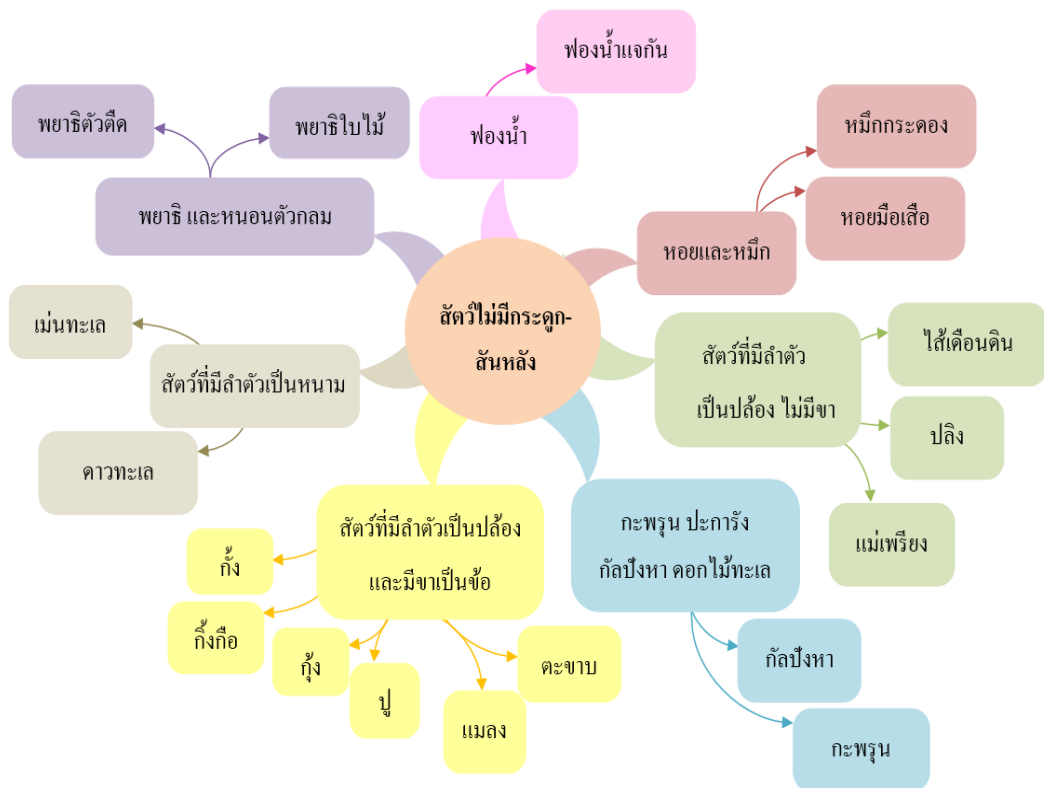 สัตว์ไม่มีกระดูก-
สันหลัง
ฟองน้ำ
ฟองน้ำแจกัน
หอยและหมึก
หมึกกระดอง
หอยมือเสือ
สัตว์ที่มีลำตัว
เป็นปล้อง ไม่มีขา
ไส้เดือนดิน
ปลิง
แม่เพรียง
กะพรุน ปะการัง
กัลปังหา ดอกไม้ทะเล
กัลปังหา
กะพรุน
สัตว์ที่มีลำตัวเป็นปล้อง
และมีขาเป็นข้อ
ตะขาบ
แมลง
ปู
กุ้ง
กิ้งกือ
กั้ง
สัตว์ที่มีลำตัวเป็นหนาม
ดาวทะเล
เม่นทะเล
พยาธิ และหนอนตัวกลม
พยาธิตัวตืด
พยาธิใบไม้